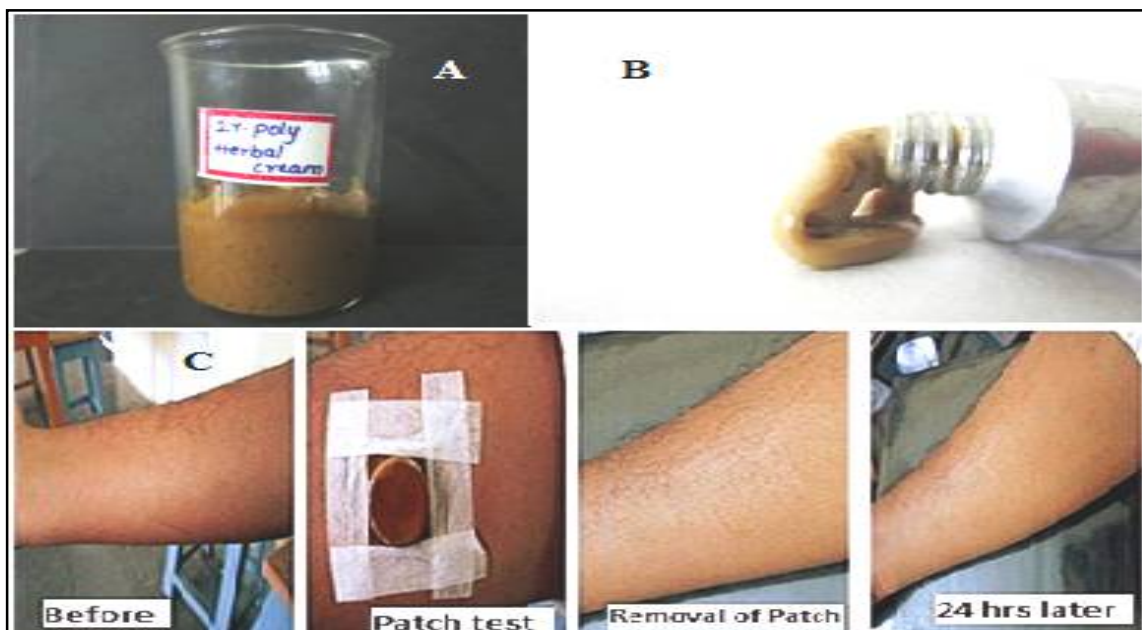 A
B
2%-poly
Herbal
cream
C
Before
Patch test
Removal of Patch
24 hrs later